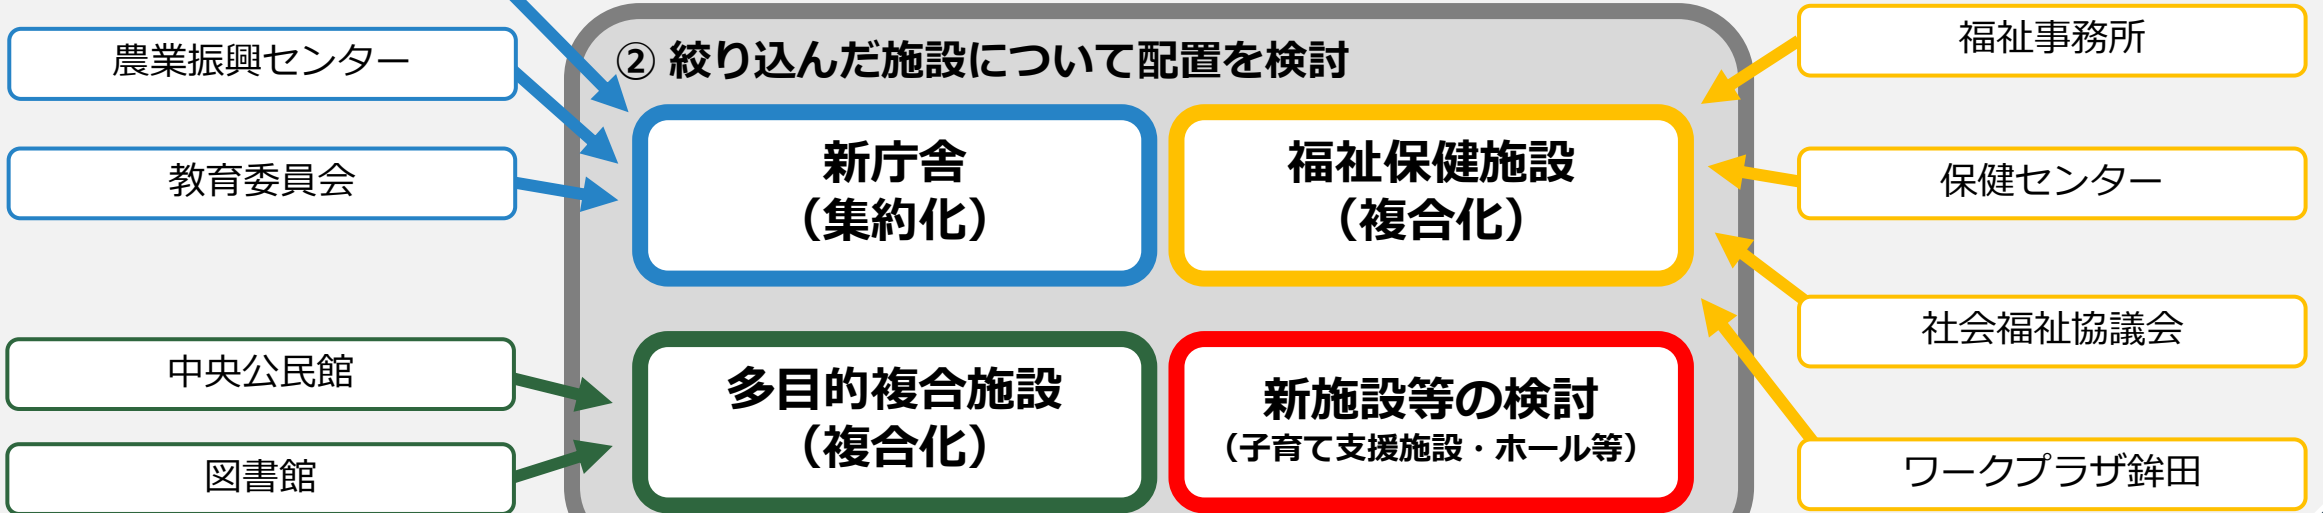 ② 絞り込んだ施設について配置を検討
農業振興センター
教育委員会
中央公民館
図書館
新庁舎
（集約化）
福祉保健施設
（複合化）
多目的複合施設
（複合化）
新施設等の検討
（子育て支援施設・ホール等）
福祉事務所
保健センター
社会福祉協議会
ワークプラザ鉾田